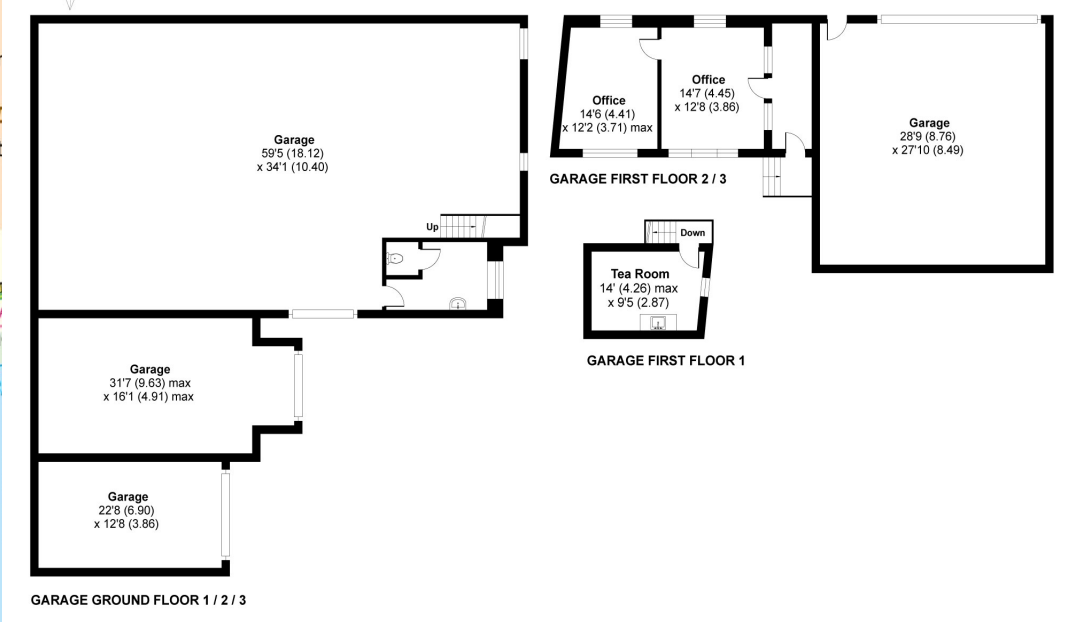 Garage
59'5 (18.12)
x 34'1 (10.40)
Up
Garage
31'7 (9.63) max
x 16'1 (4.91) max
Garage
22'8 (6.90)
x 12'8 (3.86)
GARAGE GROUND FLOOR 1 / 2 / 3
Office
14'6 (4.41)
x 12'2 (3.71) max
Office
14'7 (4.45)
x 12'8 (3.86)
Garage
28'9 (8.76)
x 27'10 (8.49)
GARAGE FIRST FLOOR 2 / 3
Down
Tea Room
14' (4.26) max
x 9'5 (2.87)
GARAGE FIRST FLOOR 1